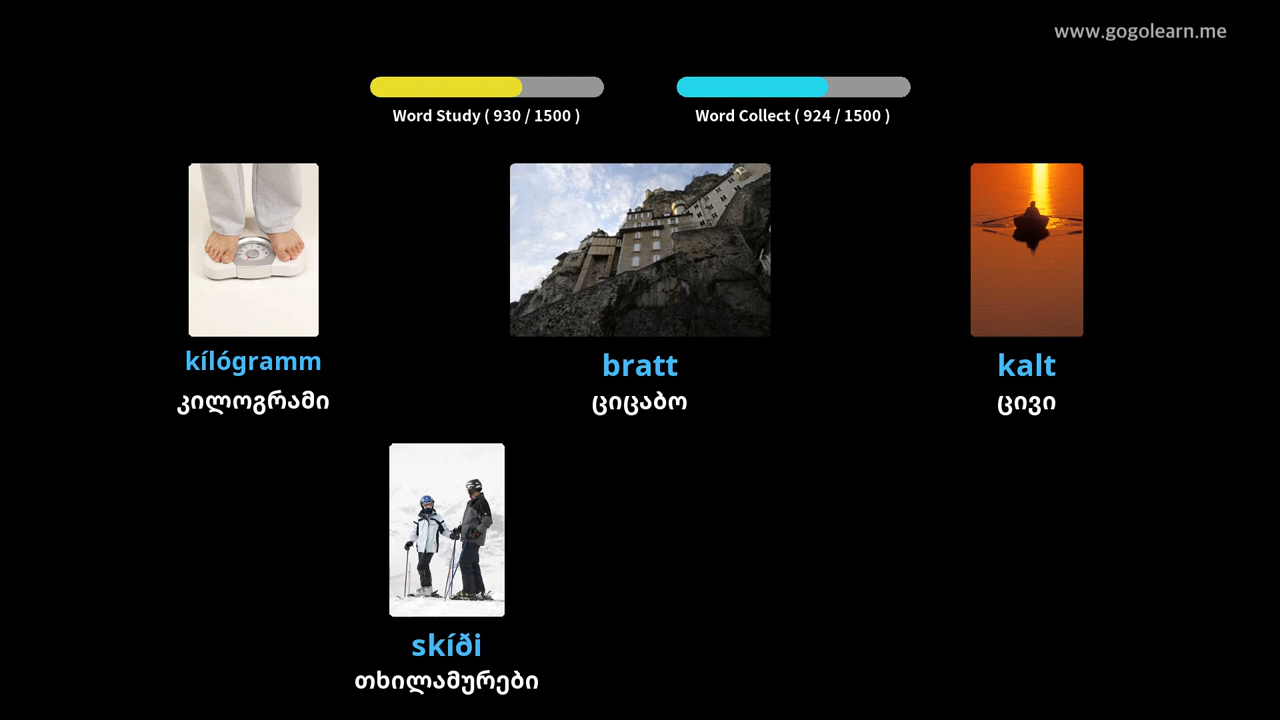 www.gogolearn.me
Word Study ( 930 / 1500 )
Word Collect ( 924 / 1500 )
kílógramm
კილოგრამი
bratt
ციცაბო
kalt
ცივი
skíði
თხილამურები